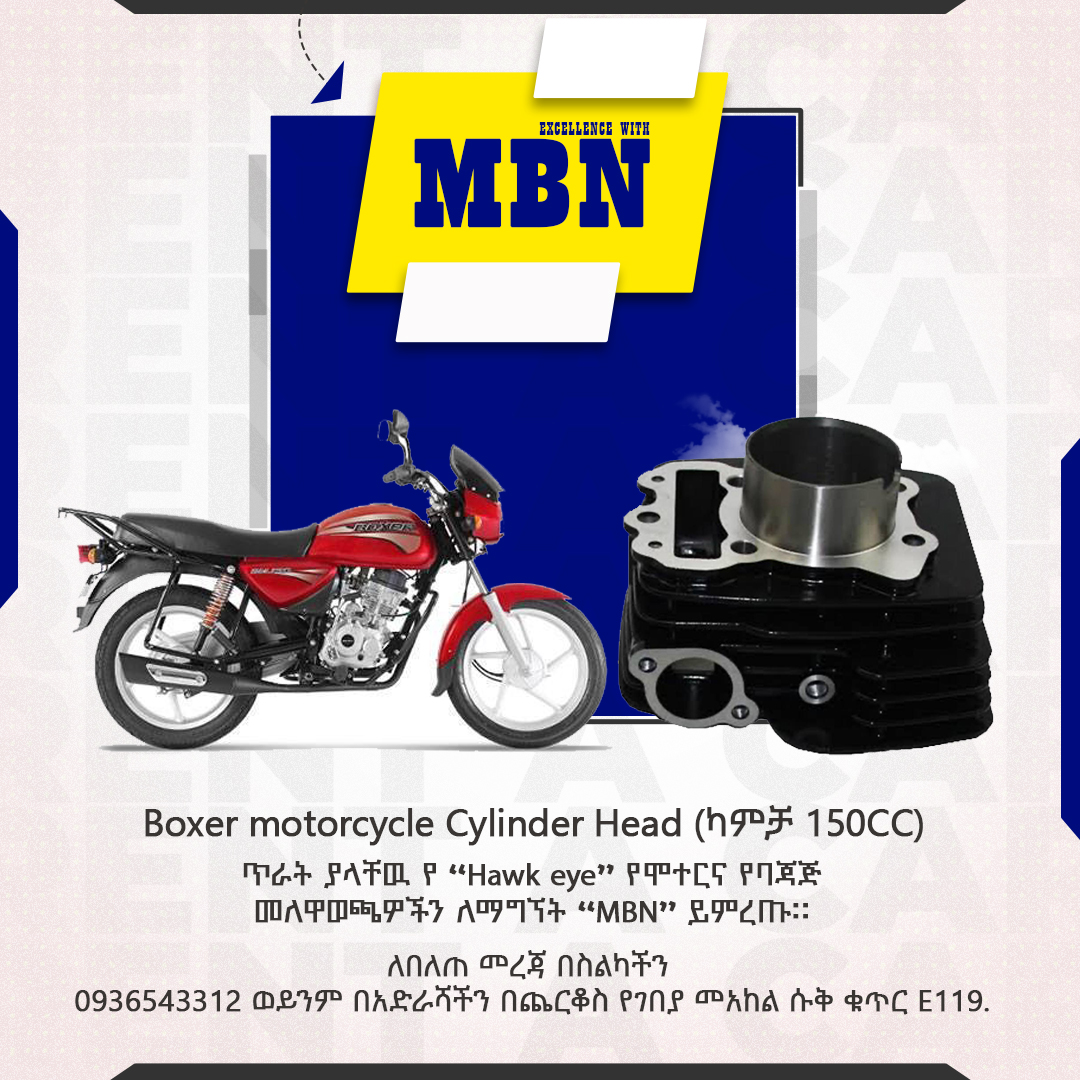 EXCELLENCE WITH
MBN
BOXER
Boxer motorcycle Cylinder Head (ካምቻ 150CC)
ጥራት ያላቸዉ የ “Hawk eye” የሞተርና የባጃጅ
መለዋወጫዎችን ለማግኘት “MBN” ይምረጡ።
ለበለጠ መረጃ በስልካችን
0936543312 ወይንም በአድራሻችን በጨርቆስ የገበያ መአከል ሱቅ ቁጥር E119.